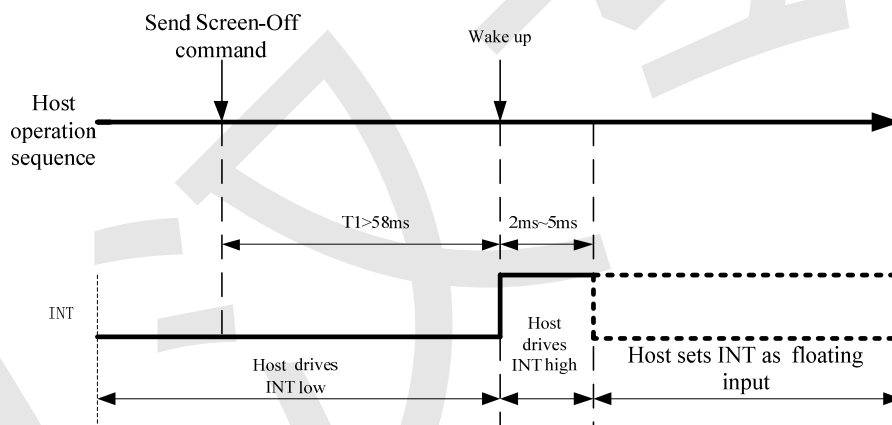 Send Screen-Off
command
Wake up
Host
operation
sequence
T1>58ms
2ms~5ms
INT
Host drives
INT low
Host
drives
INT high
Host sets INT as floating
input